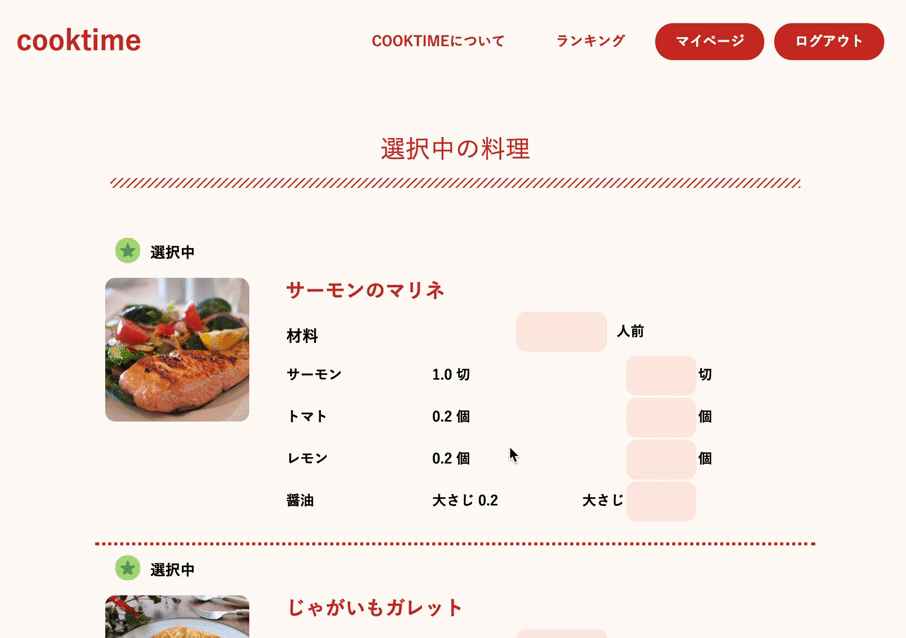 cooktime
COOKTIMEについて ランキング マイページ ログアウト
選択中の料理
選択中
サーモンのマリネ
材料 人前
サーモン 1.0 切 切
トマト 0.2 個 個
レモン 0.2 個 個
醤油 大さじ 0.2 大さじ
選択中
じゃがいもガレット